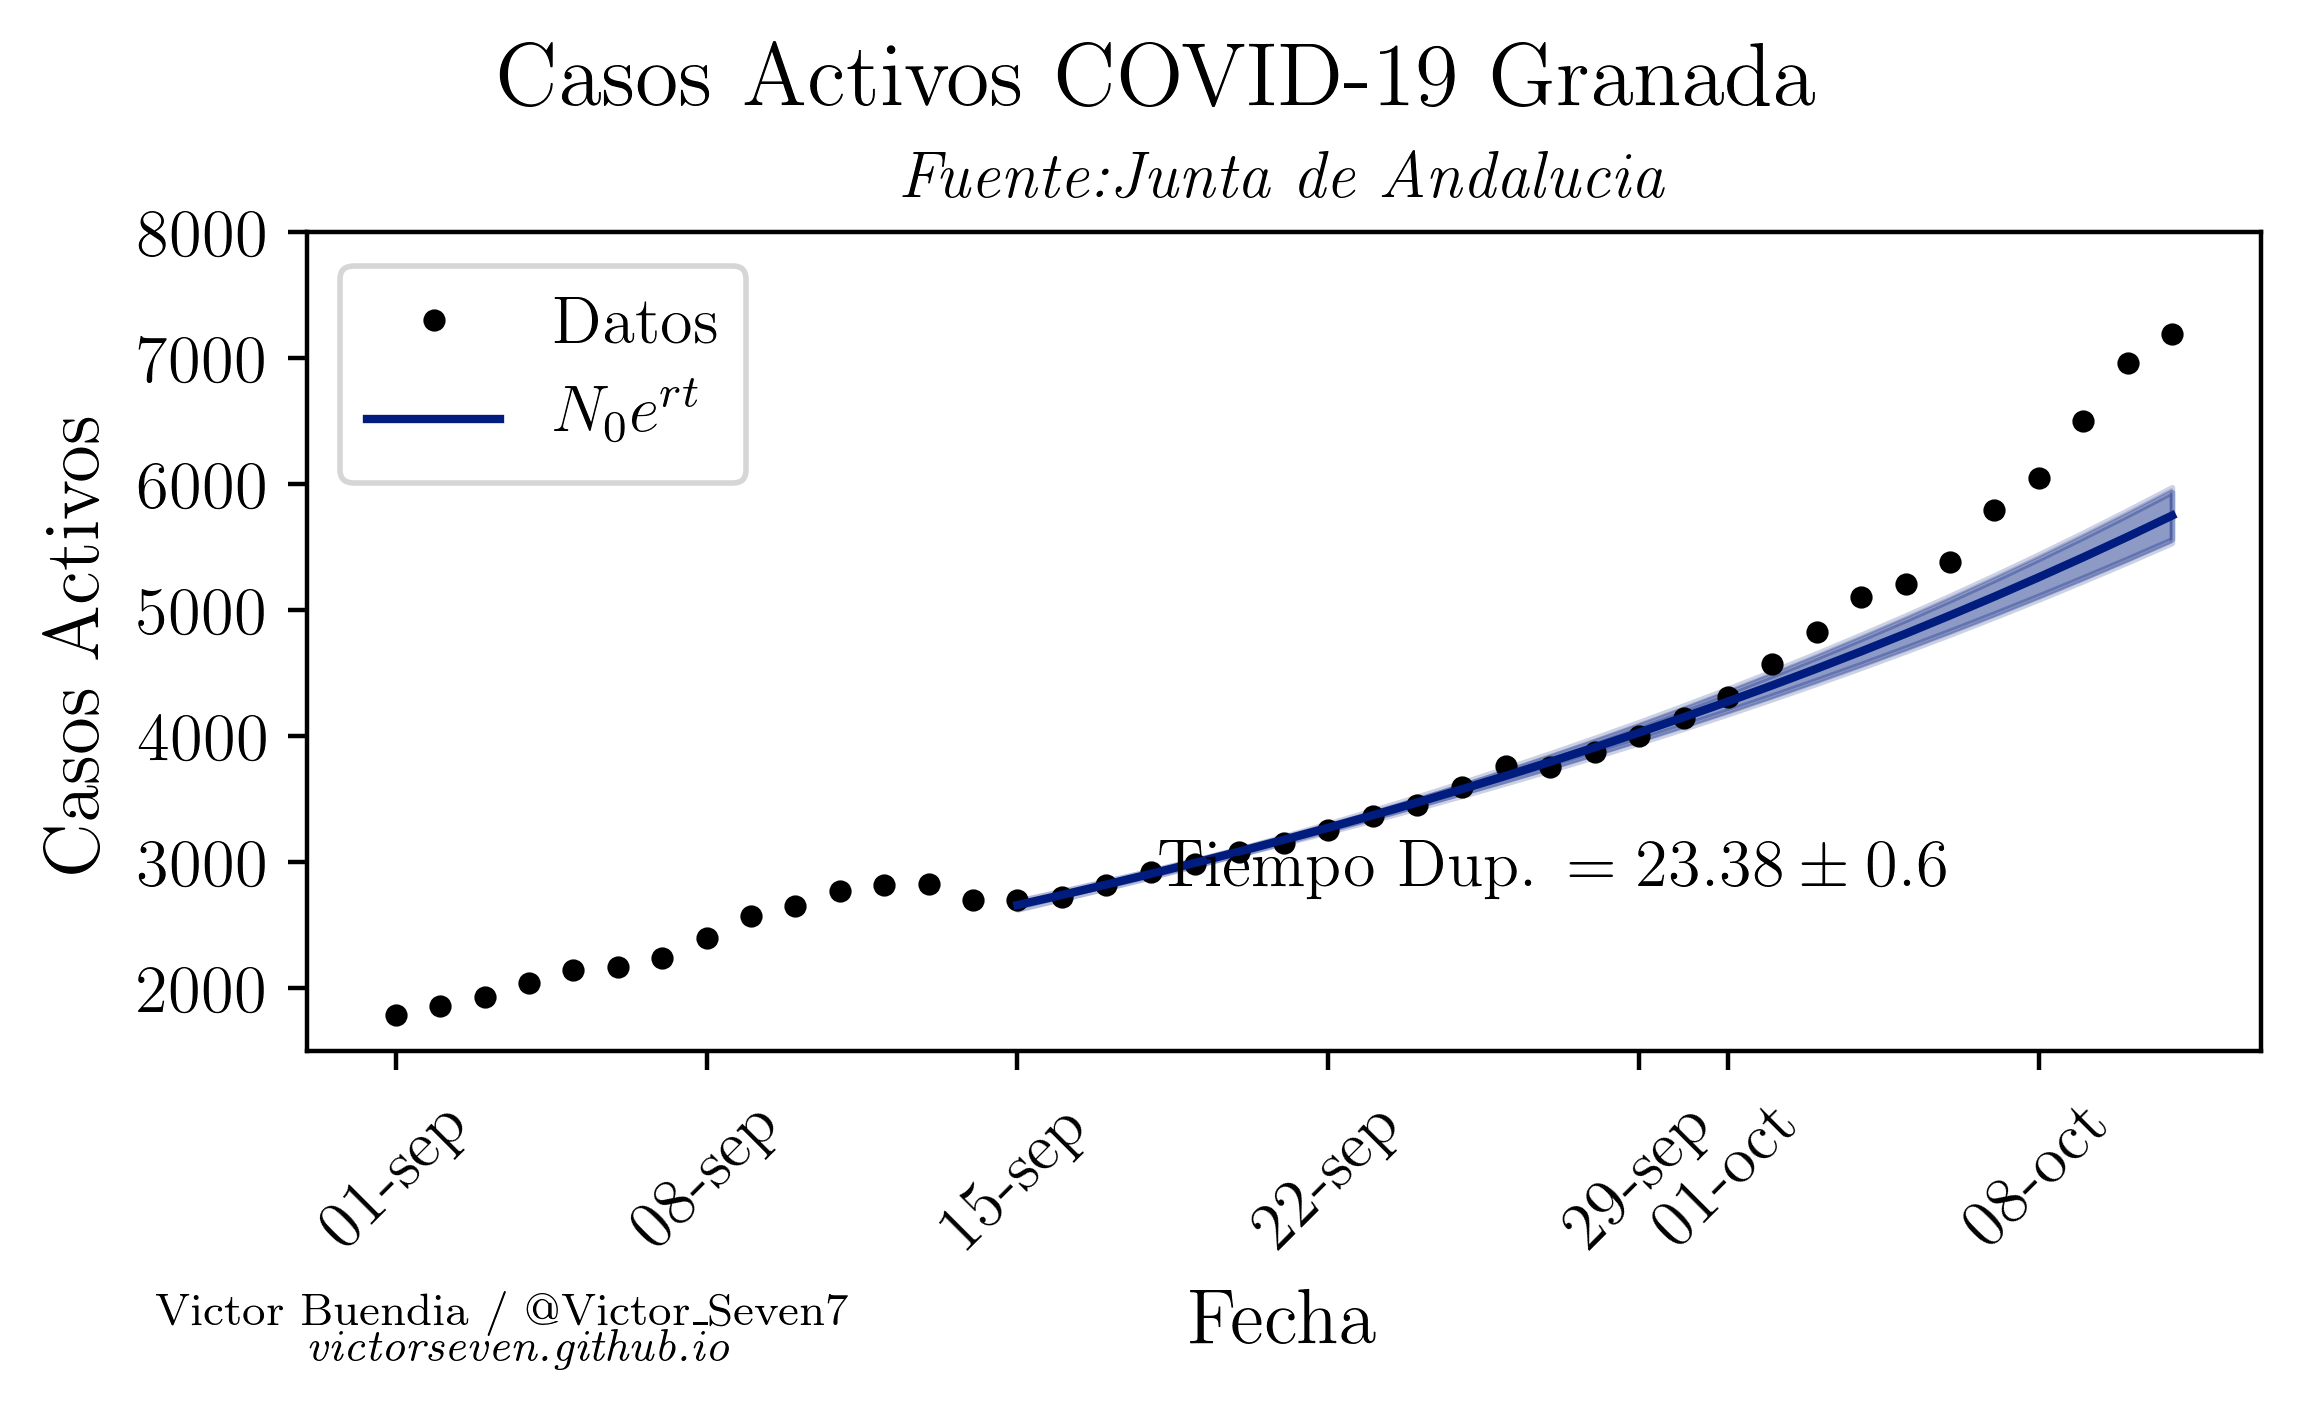 Casos Activos COVID-19 Granada
Fuente:Junta de Andalucia
8000
7000
6000
5000
4000
3000
2000
Casos Activos
Datos
N₀eʳᵗ
Tiempo Dup. = 23.38 ± 0.6
01-sep
08-sep
15-sep
22-sep
29-sep
01-oct
08-oct
Fecha
Victor Buendia / @Victor_Seven7
victorseven.github.io